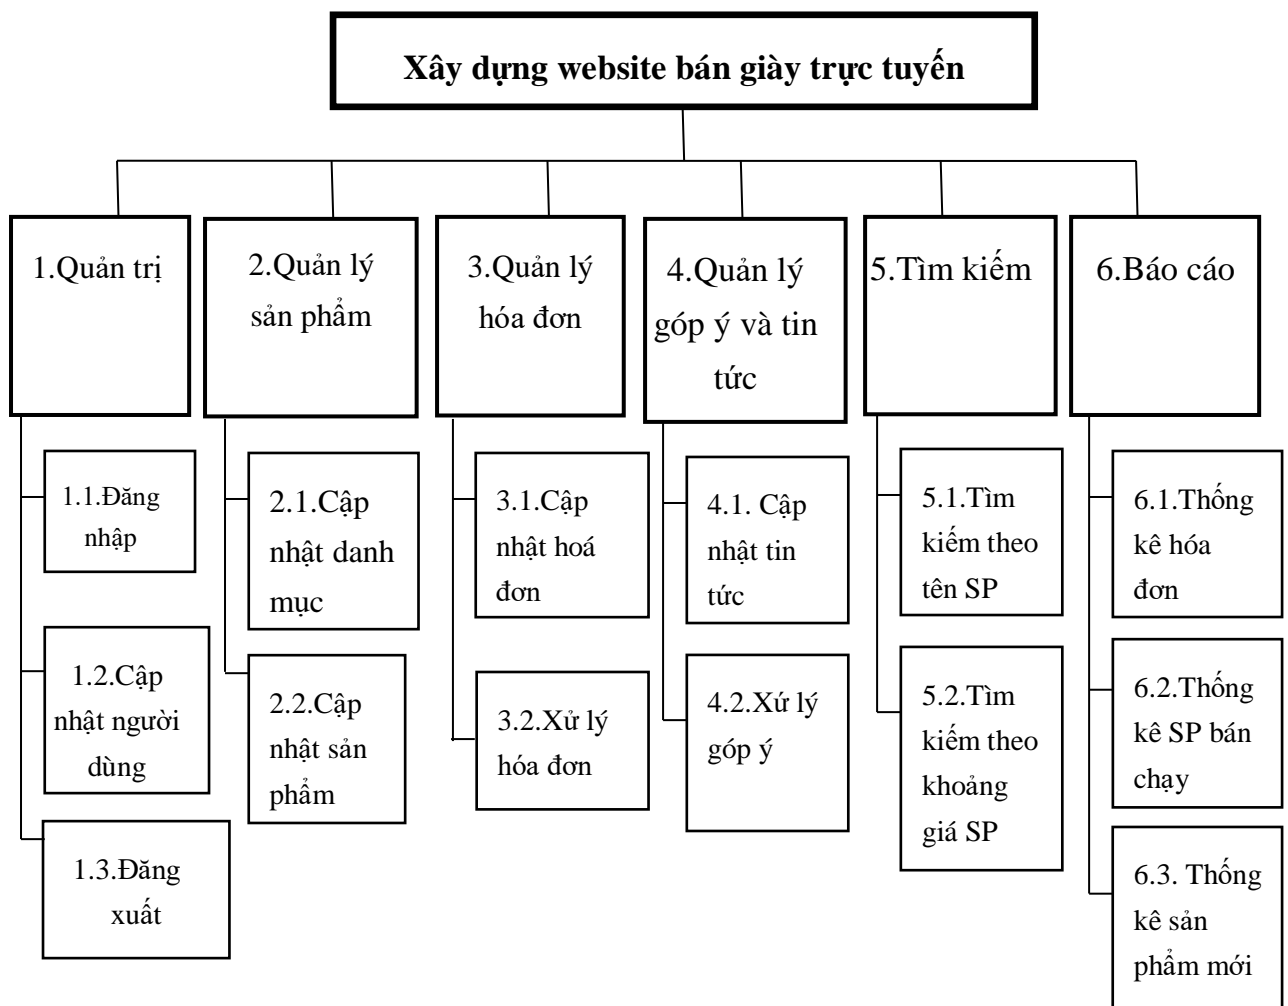 Xây dựng website bán giày trực tuyến
1.Quản trị
2.Quản lý
sản phẩm
3.Quản lý
hóa đơn
4.Quản lý
góp ý và tin
tức
5.Tìm kiếm
6.Báo cáo
1.1.Đăng
nhập
1.2.Cập
nhật người
dùng
1.3.Đăng
xuất
2.1.Cập
nhật danh
mục
2.2.Cập
nhật sản
phẩm
3.1.Cập
nhật hoá
đơn
3.2.Xử lý
hóa đơn
4.1. Cập
nhật tin
tức
4.2.Xứ lý
góp ý
5.1.Tìm
kiếm theo
tên SP
5.2.Tìm
kiếm theo
khoảng
giá SP
6.1.Thống
kê hóa
đơn
6.2.Thống
kê SP bán
chạy
6.3. Thống
kê sản
phẩm mới